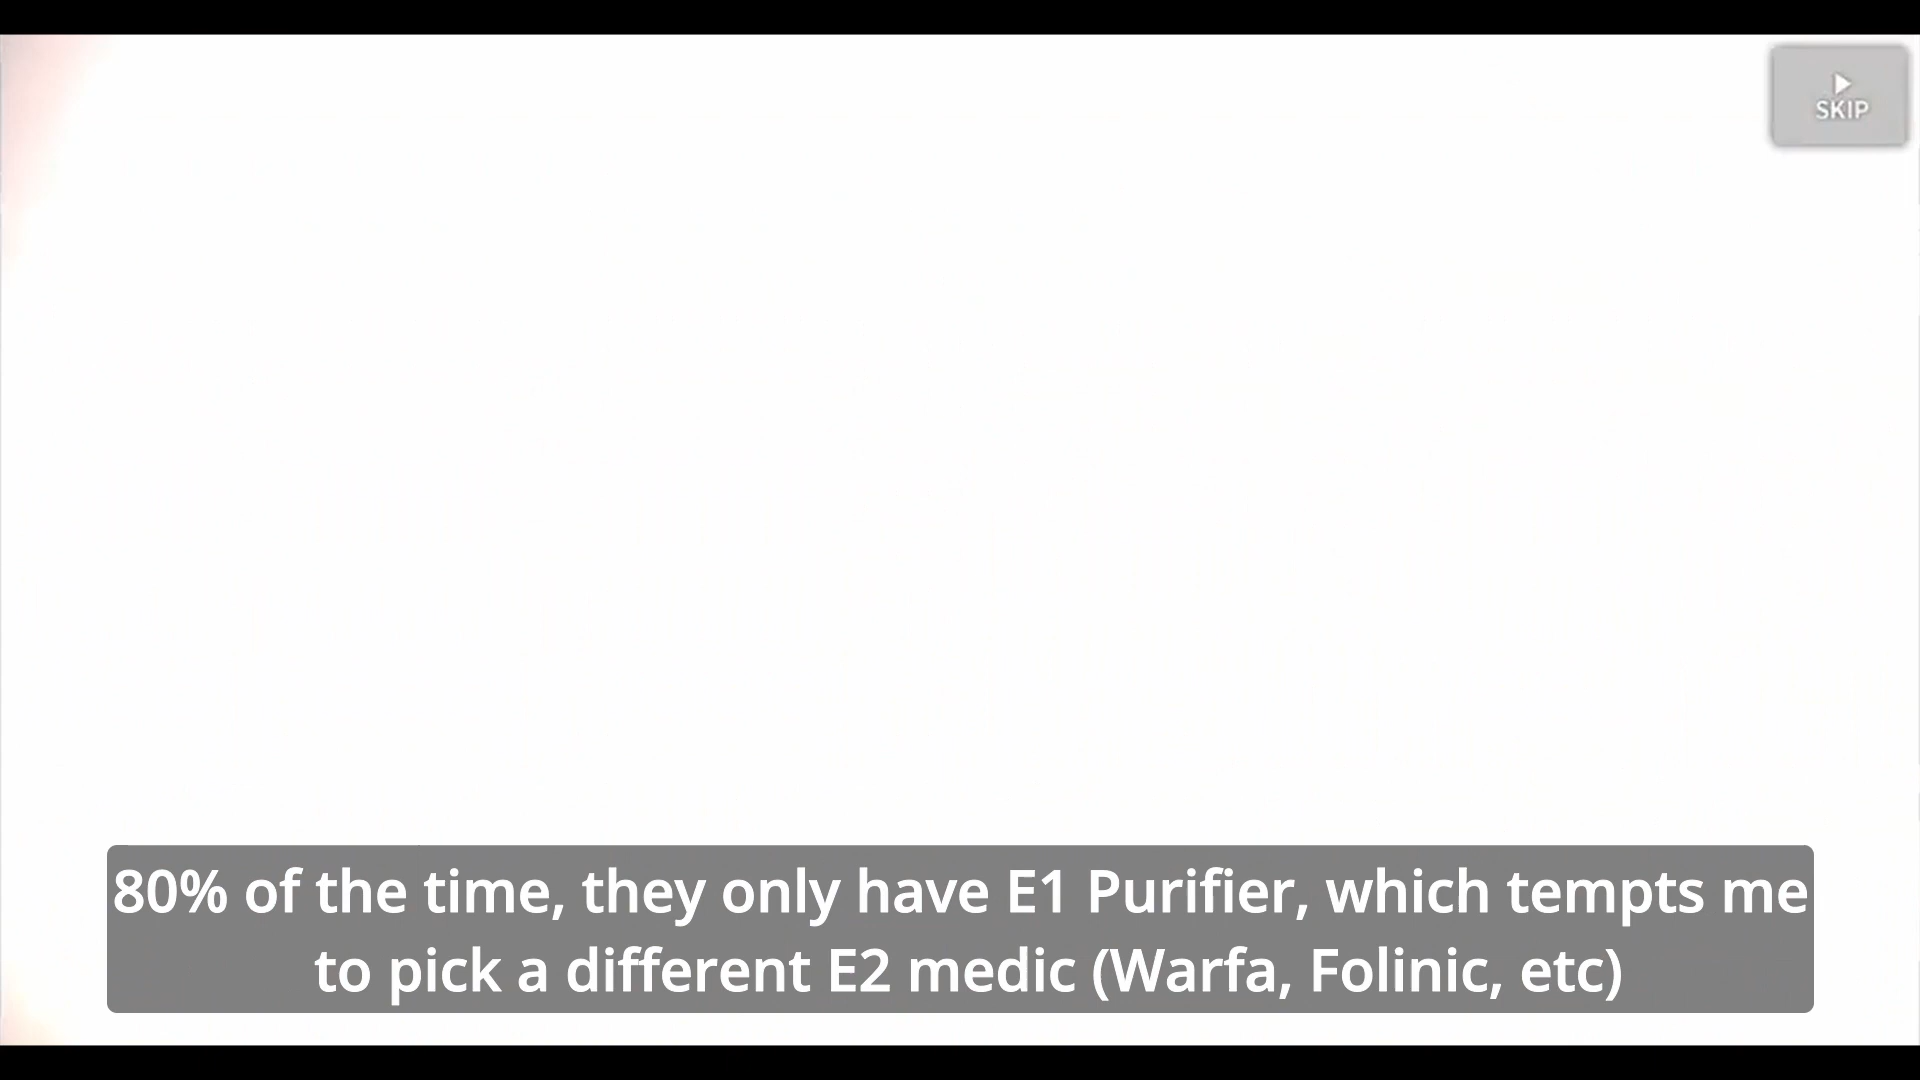 SKIP
80% of the time, they only have E1 Purifier, which tempts me
to pick a different E2 medic (Warfa, Folinic, etc)